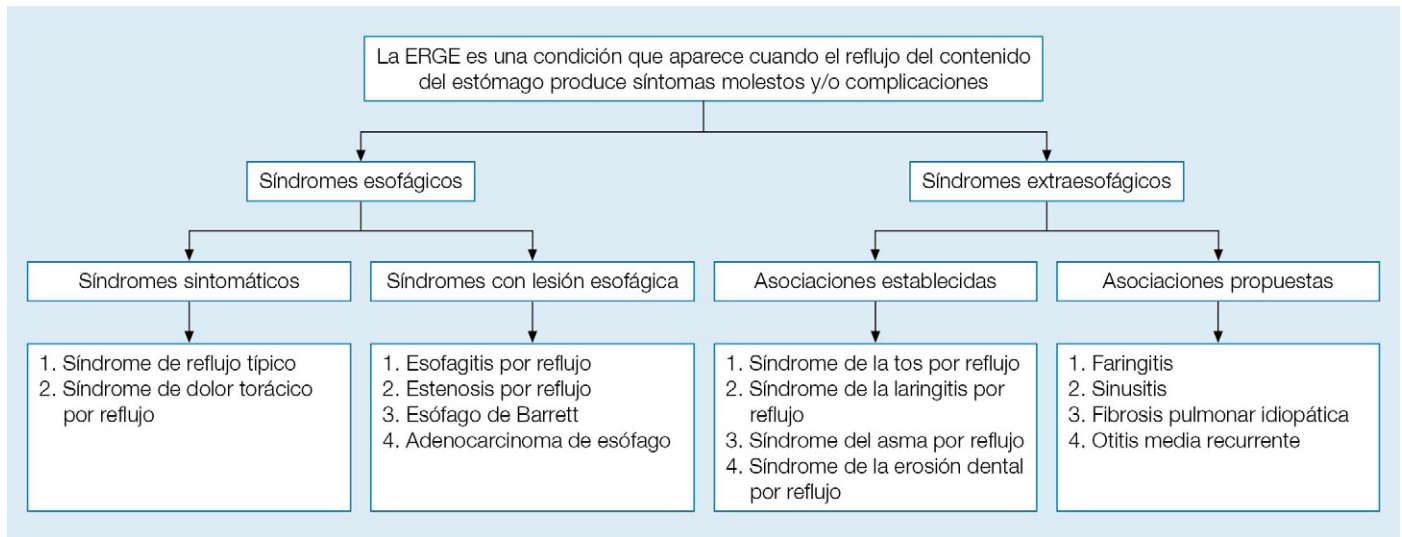 La ERGE es una condición que aparece cuando el reflujo del contenido
del estómago produce síntomas molestos y/o complicaciones
Síndromes esofágicos
Síndromes extraesofágicos
Síndromes sintomáticos
Síndromes con lesión esofágica
Asociaciones establecidas
Asociaciones propuestas
1. Síndrome de reflujo típico
2. Síndrome de dolor torácico
por reflujo
1. Esofagitis por reflujo
2. Estenosis por reflujo
3. Esófago de Barrett
4. Adenocarcinoma de esófago
1. Síndrome de la tos por reflujo
2. Síndrome de la laringitis por
reflujo
3. Síndrome del asma por reflujo
4. Síndrome de la erosión dental
por reflujo
1. Faringitis
2. Sinusitis
3. Fibrosis pulmonar idiopática
4. Otitis media recurrente